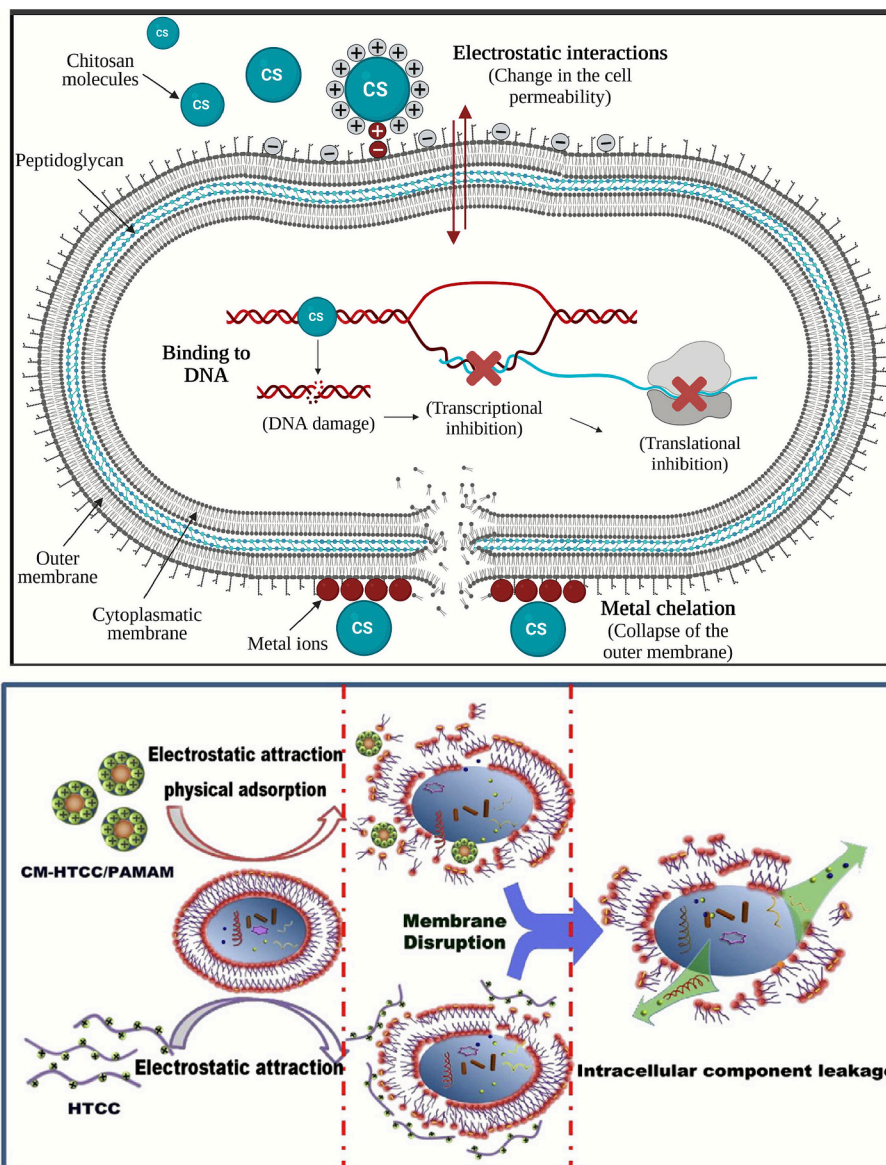 CS
Chitosan
molecules
CS
CS
CS
Electrostatic interactions
(Change in the cell
permeability)
Peptidoglycan
CS
Binding to
DNA
(DNA damage)
(Transcriptional
inhibition)
(Translational
inhibition)
Outer
membrane
Cytoplasmatic
membrane
Metal ions
CS
CS
Metal chelation
(Collapse of the
outer membrane)
Electrostatic attraction
physical adsorption
CM-HTCC/PAMAM
Membrane
Disruption
Electrostatic attraction
HTCC
Intracellular component leakage